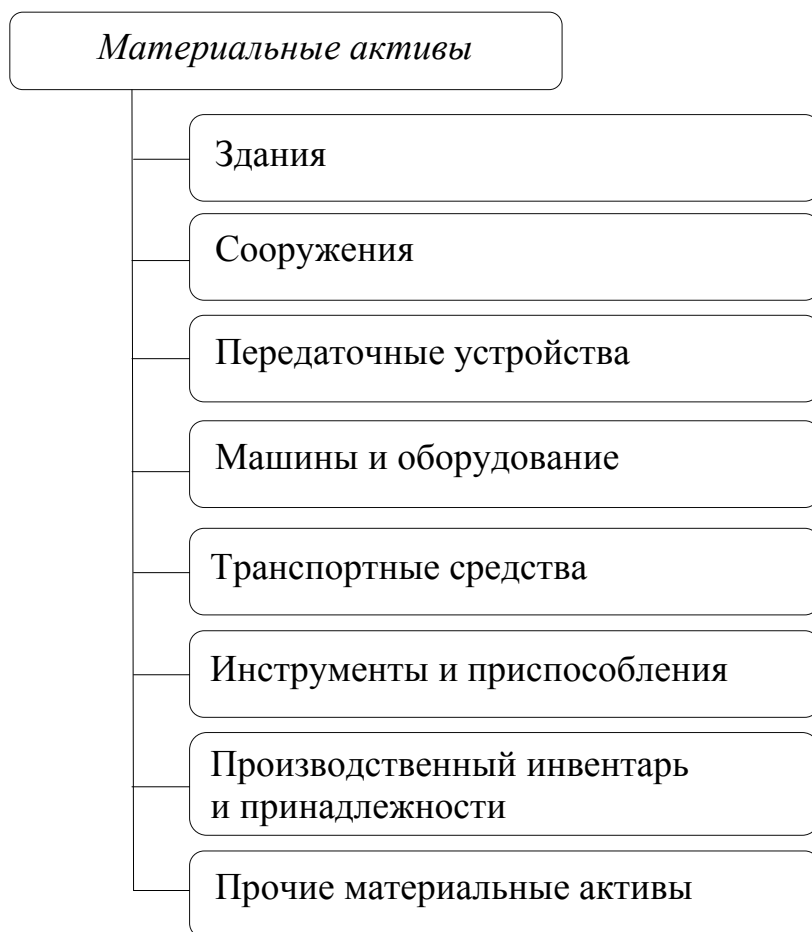 Материальные активы
Здания
Сооружения
Передаточные устройства
Машины и оборудование
Транспортные средства
Инструменты и приспособления
Производственный инвентарь
и принадлежности
Прочие материальные активы